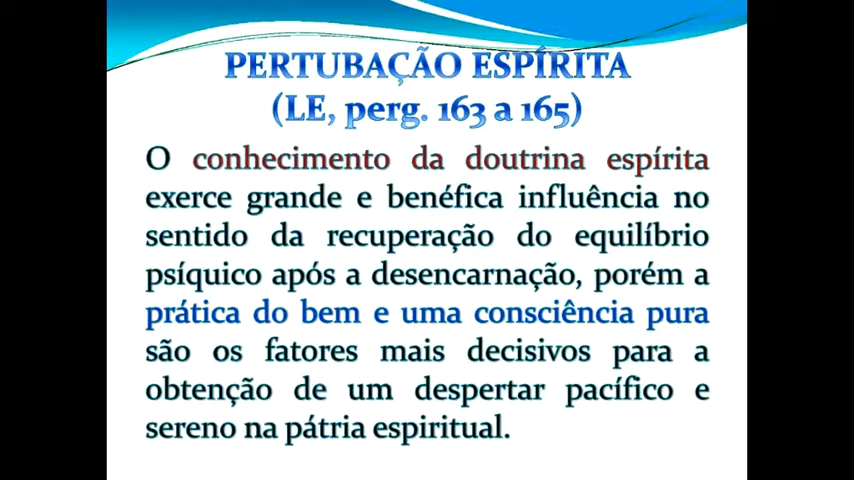 PERTUBAÇÃO ESPÍRITA
(LE, perg. 163 a 165)
O conhecimento da doutrina espírita
exerce grande e benéfica influência no
sentido da recuperação do equilíbrio
psíquico após a desencarnação, porém a
prática do bem e uma consciência pura
são os fatores mais decisivos para a
obtenção de um despertar pacífico e
sereno na pátria espiritual.